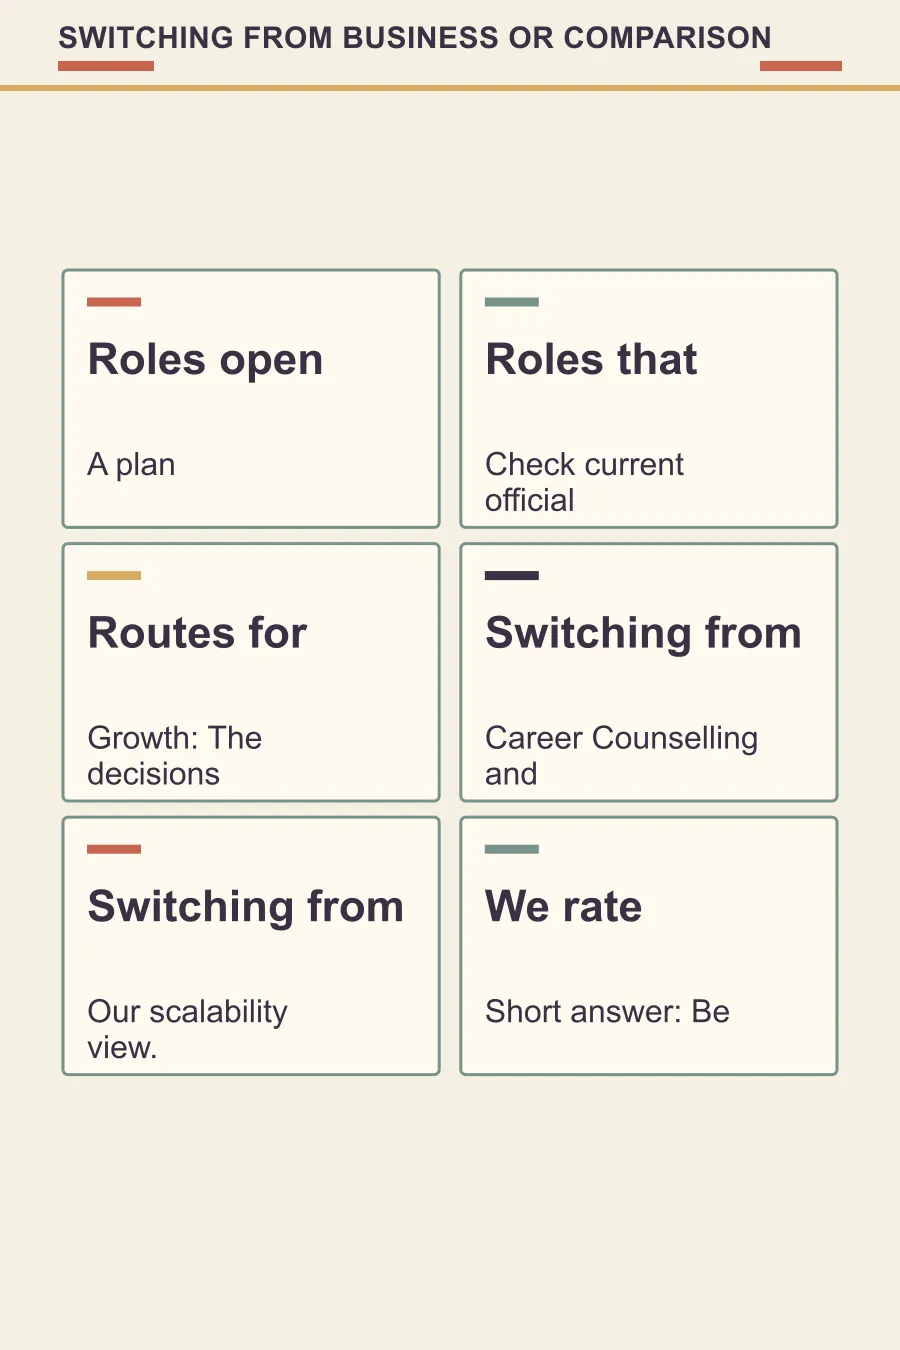 SWITCHING FROM BUSINESS OR COMPARISON
Roles open
A plan
Roles that
Check current
official
Routes for
Growth: The
decisions
Switching from
Career Counselling
and
Switching from
Our scalability
view.
We rate
Short answer: Be